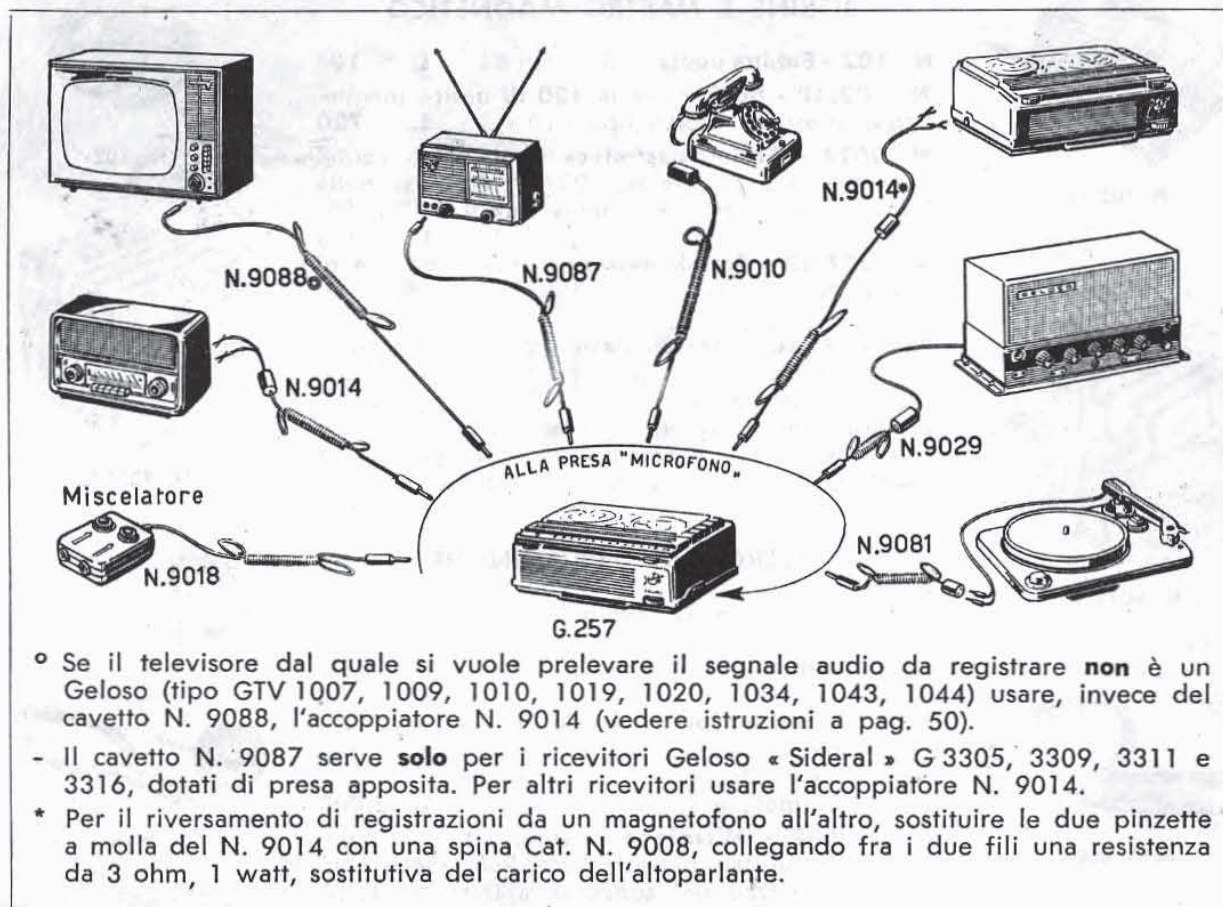 N.9088°
N.9087
N.9010
N.9014*
N.9014
N.9029
ALLA PRESA "MICROFONO„
Miscelatore
N.9018
N.9081
GELOSO
G.257
° Se il televisore dal quale si vuole prelevare il segnale audio da registrare non è un
Geloso (tipo GTV 1007, 1009, 1010, 1019, 1020, 1034, 1043, 1044) usare, invece del
cavetto N. 9088, l'accoppiatore N. 9014 (vedere istruzioni a pag. 50).
- Il cavetto N. 9087 serve solo per i ricevitori Geloso « Sideral » G 3305, 3309, 3311 e
3316, dotati di presa apposita. Per altri ricevitori usare l'accoppiatore N. 9014.
* Per il riversamento di registrazioni da un magnetofono all'altro, sostituire le due pinzette
a molla del N. 9014 con una spina Cat. N. 9008, collegando fra i due fili una resistenza
da 3 ohm, 1 watt, sostitutiva del carico dell'altoparlante.